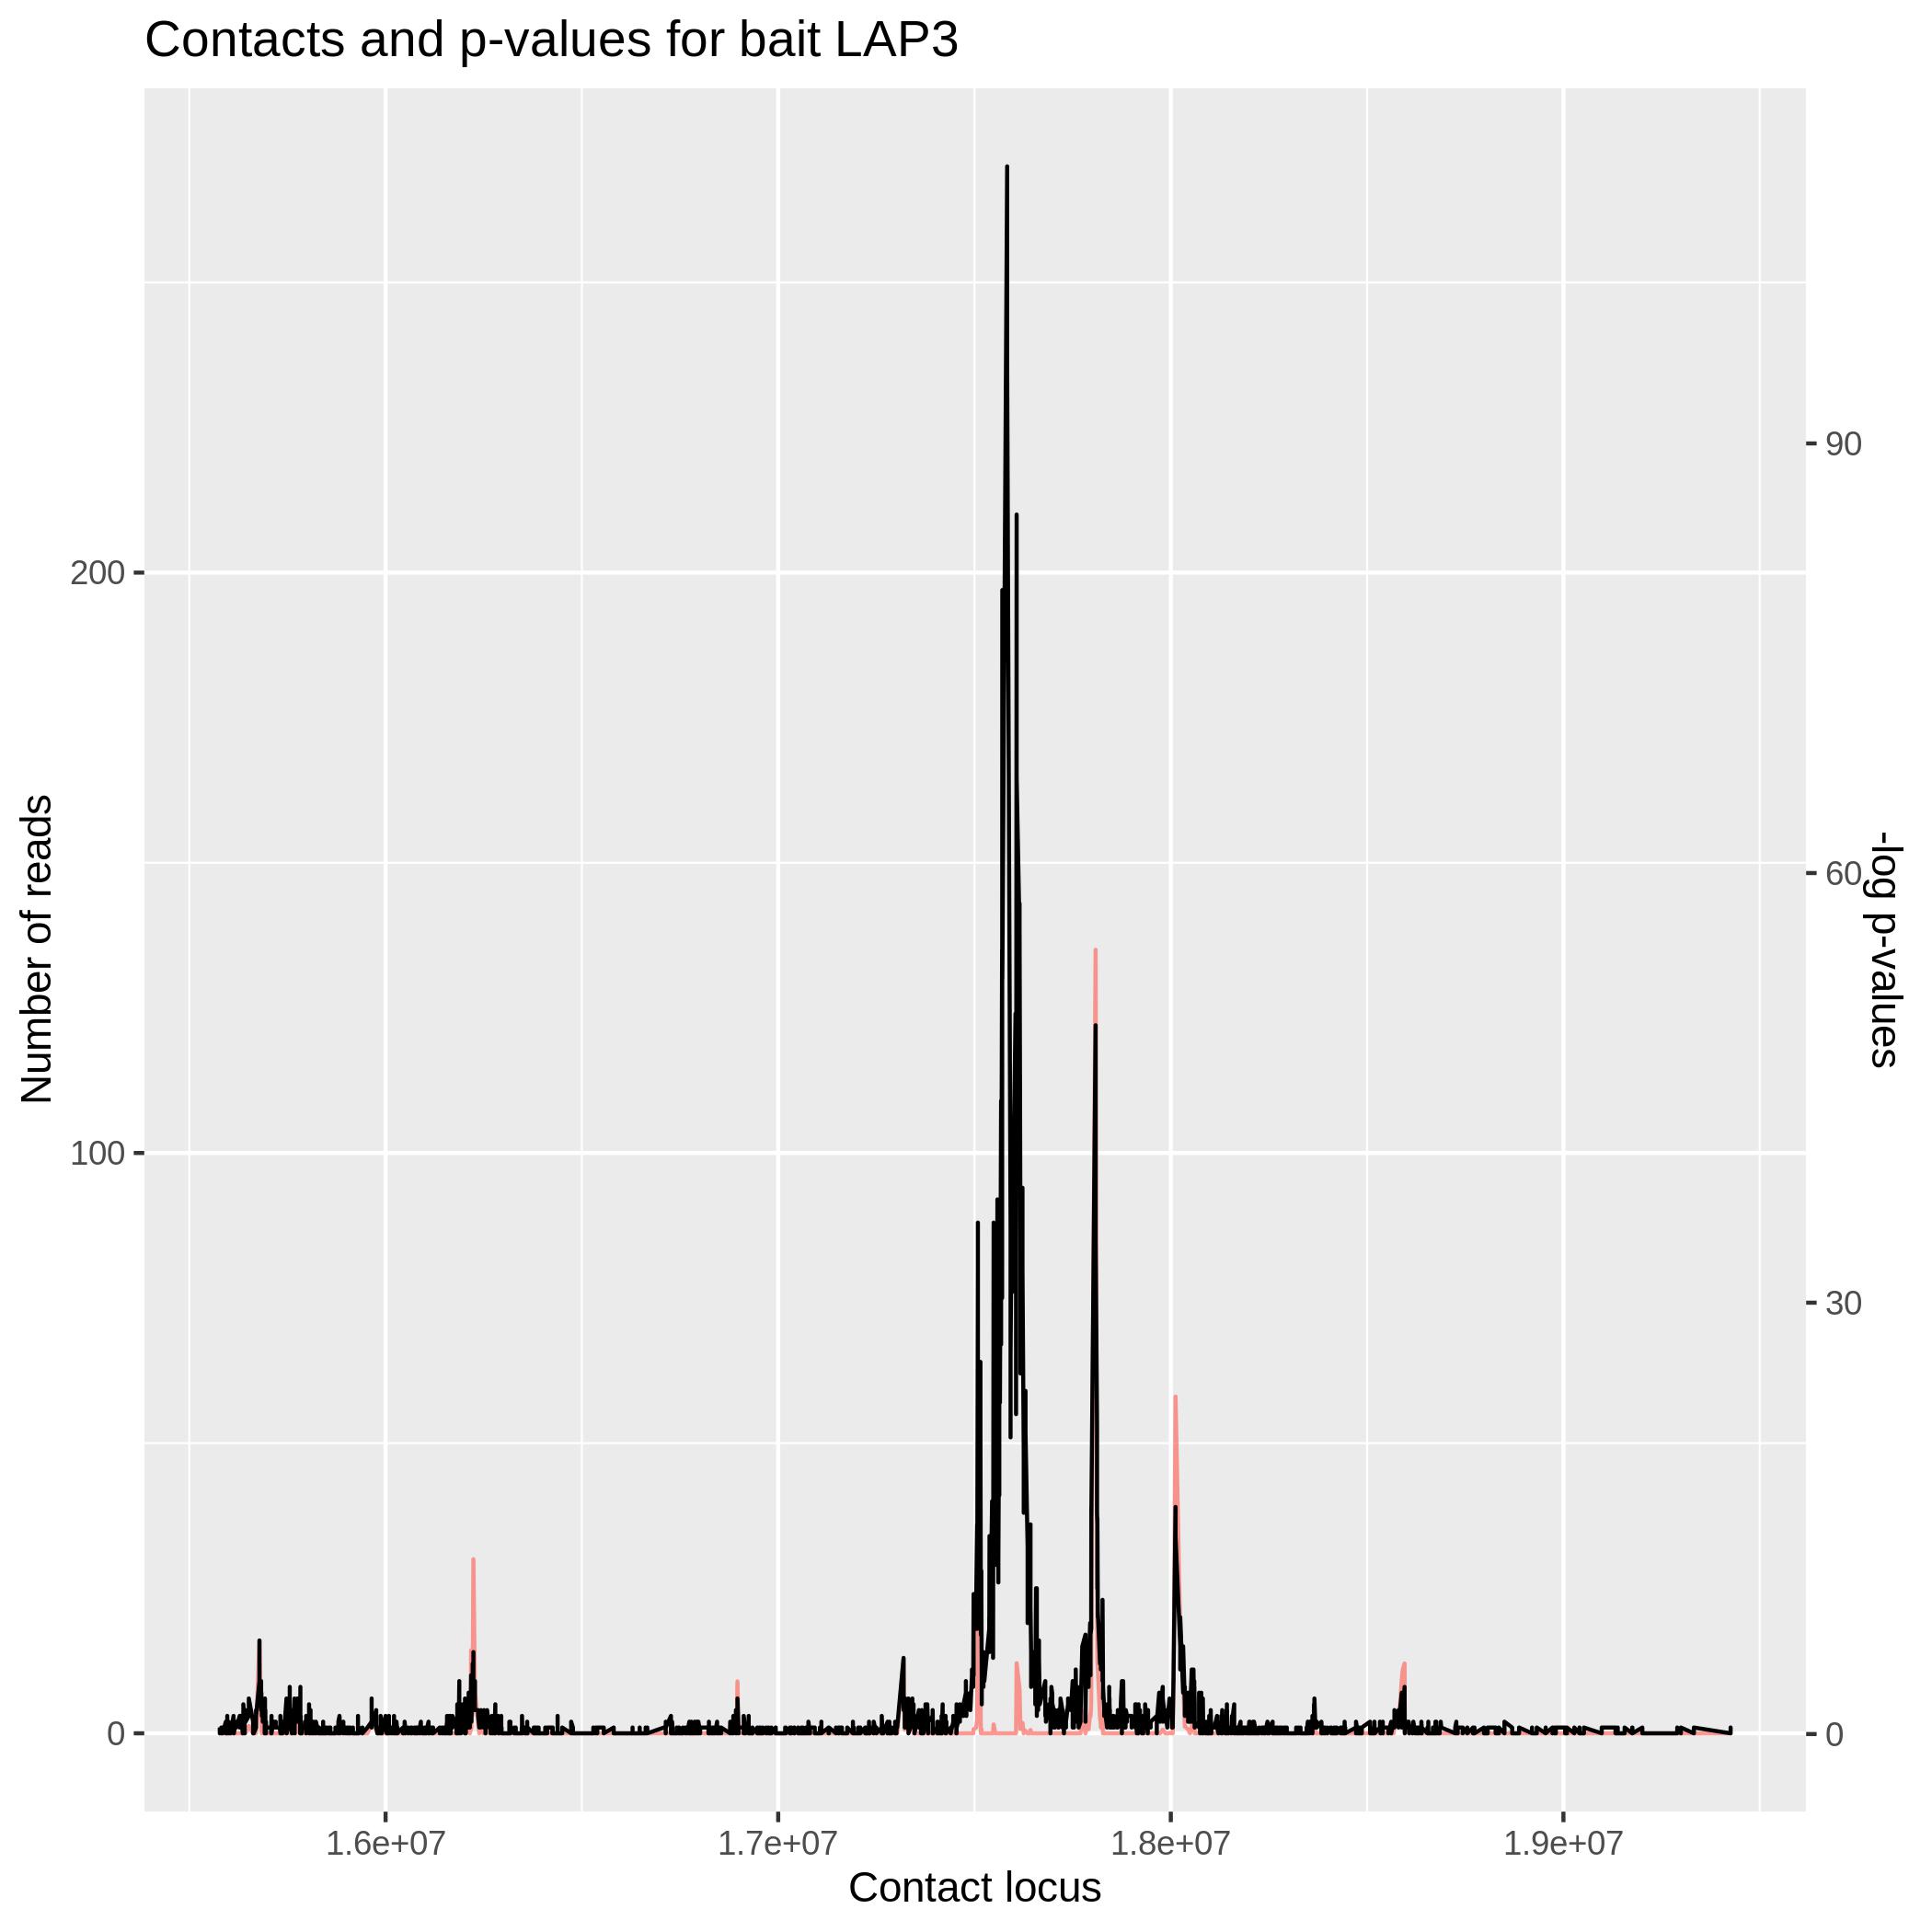 Contacts and p-values for bait LAP3
Number of reads
200
100
0
90
60
30
0
-log p-values
1.6e+07
1.7e+07
1.8e+07
1.9e+07
Contact locus